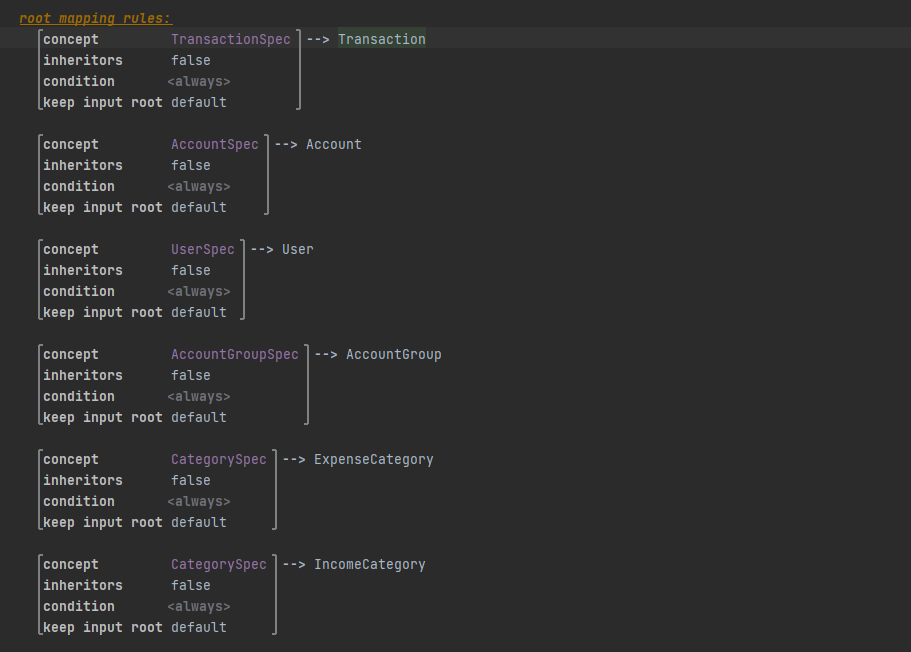 root mapping rules:
concept TransactionSpec --> Transaction
inheritors false
condition <always>
keep input root default
concept AccountSpec --> Account
inheritors false
condition <always>
keep input root default
concept UserSpec --> User
inheritors false
condition <always>
keep input root default
concept AccountGroupSpec --> AccountGroup
inheritors false
condition <always>
keep input root default
concept CategorySpec --> ExpenseCategory
inheritors false
condition <always>
keep input root default
concept CategorySpec --> IncomeCategory
inheritors false
condition <always>
keep input root default